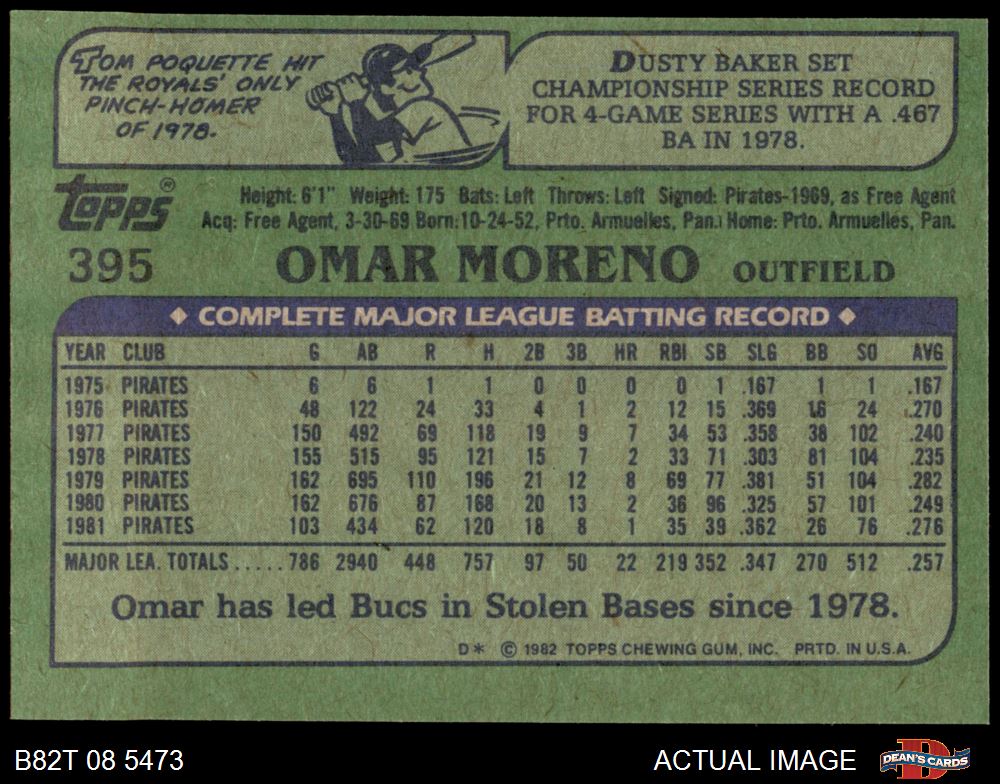 TOM POQUETTE HIT
THE ROYALS' ONLY
PINCH-HOMER
OF 1978.
DUSTY BAKER SET
CHAMPIONSHIP SERIES RECORD
FOR 4-GAME SERIES WITH A .467
BA IN 1978.
Topps®
Height: 6'1" Weight: 175 Bats: Left Throws: Left Signed: Pirates-1969, as Free Agent
Acq: Free Agent, 3-30-69 Born: 10-24-52, Prto. Armuelles, Pan. Home: Prto. Armuelles, Pan.
395 OMAR MORENO OUTFIELD
◆ COMPLETE MAJOR LEAGUE BATTING RECORD ◆
YEAR CLUB G AB R H 2B 3B HR RBI SB SLG BB SO AVG
1975 PIRATES 6 6 1 1 0 0 0 0 1 .167 1 1 .167
1976 PIRATES 48 122 24 33 4 1 2 12 15 .369 16 24 .270
1977 PIRATES 150 492 69 118 19 9 7 34 53 .358 38 102 .240
1978 PIRATES 155 515 95 121 15 7 2 33 71 .303 81 104 .235
1979 PIRATES 162 695 110 196 21 12 8 69 77 .381 51 104 .282
1980 PIRATES 162 676 87 168 20 13 2 36 96 .325 57 101 .249
1981 PIRATES 103 434 62 120 18 8 1 35 39 .362 26 76 .276
MAJOR LEA. TOTALS.....786 2940 448 757 97 50 22 219 352 .347 270 512 .257
Omar has led Bucs in Stolen Bases since 1978.
D* © 1982 TOPPS CHEWING GUM, INC. PRTD. IN U.S.A.
B82T 08 5473 ACTUAL IMAGE D DEAN'S CARDS